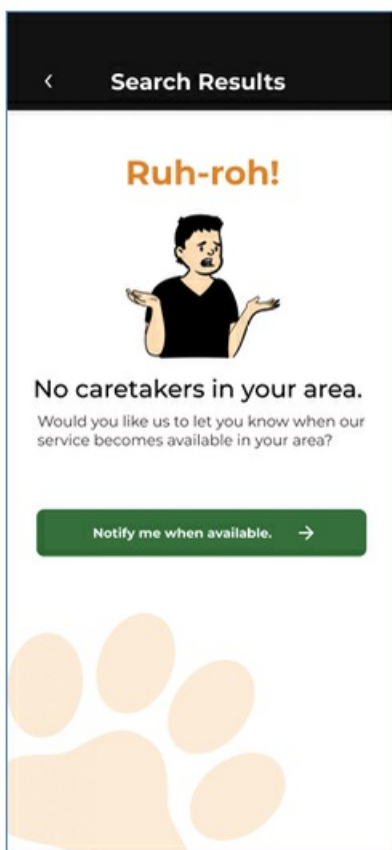 Search Results
Ruh-roh!
No caretakers in your area.
Would you like us to let you know when our
service becomes available in your area?
Notify me when available.